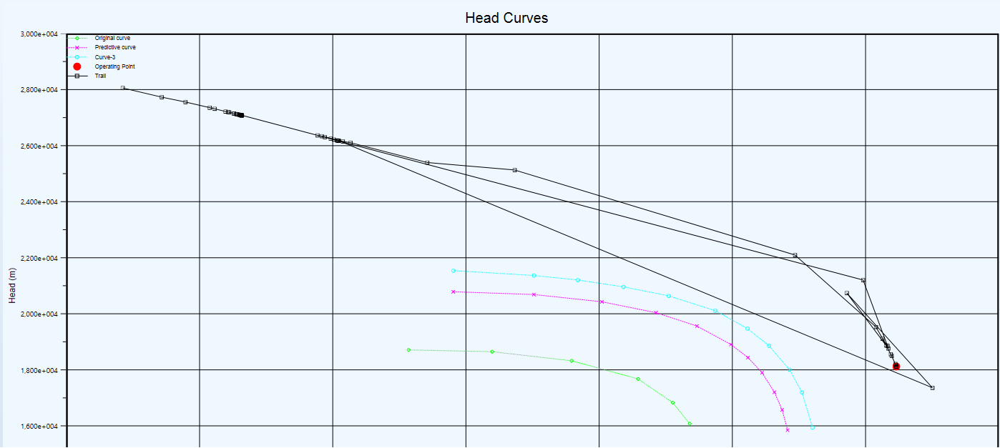 Head Curves
3,000e+004
Original curve
Predictive curve
Curve-3
Operating Point
Trail
2,800e+004
2,600e+004
2,400e+004
2,200e+004
Head (m)
2,000e+004
1,800e+004
1,600e+004